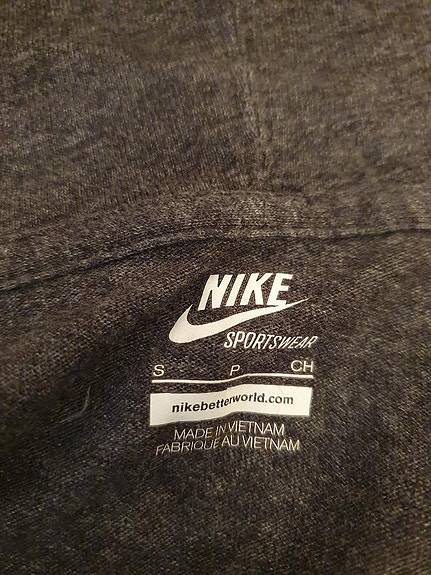 NIKE
SPORTSWEAR
S P CH
nikebetterworld.com
MADE IN VIETNAM
FABRIQUE AU VIETNAM